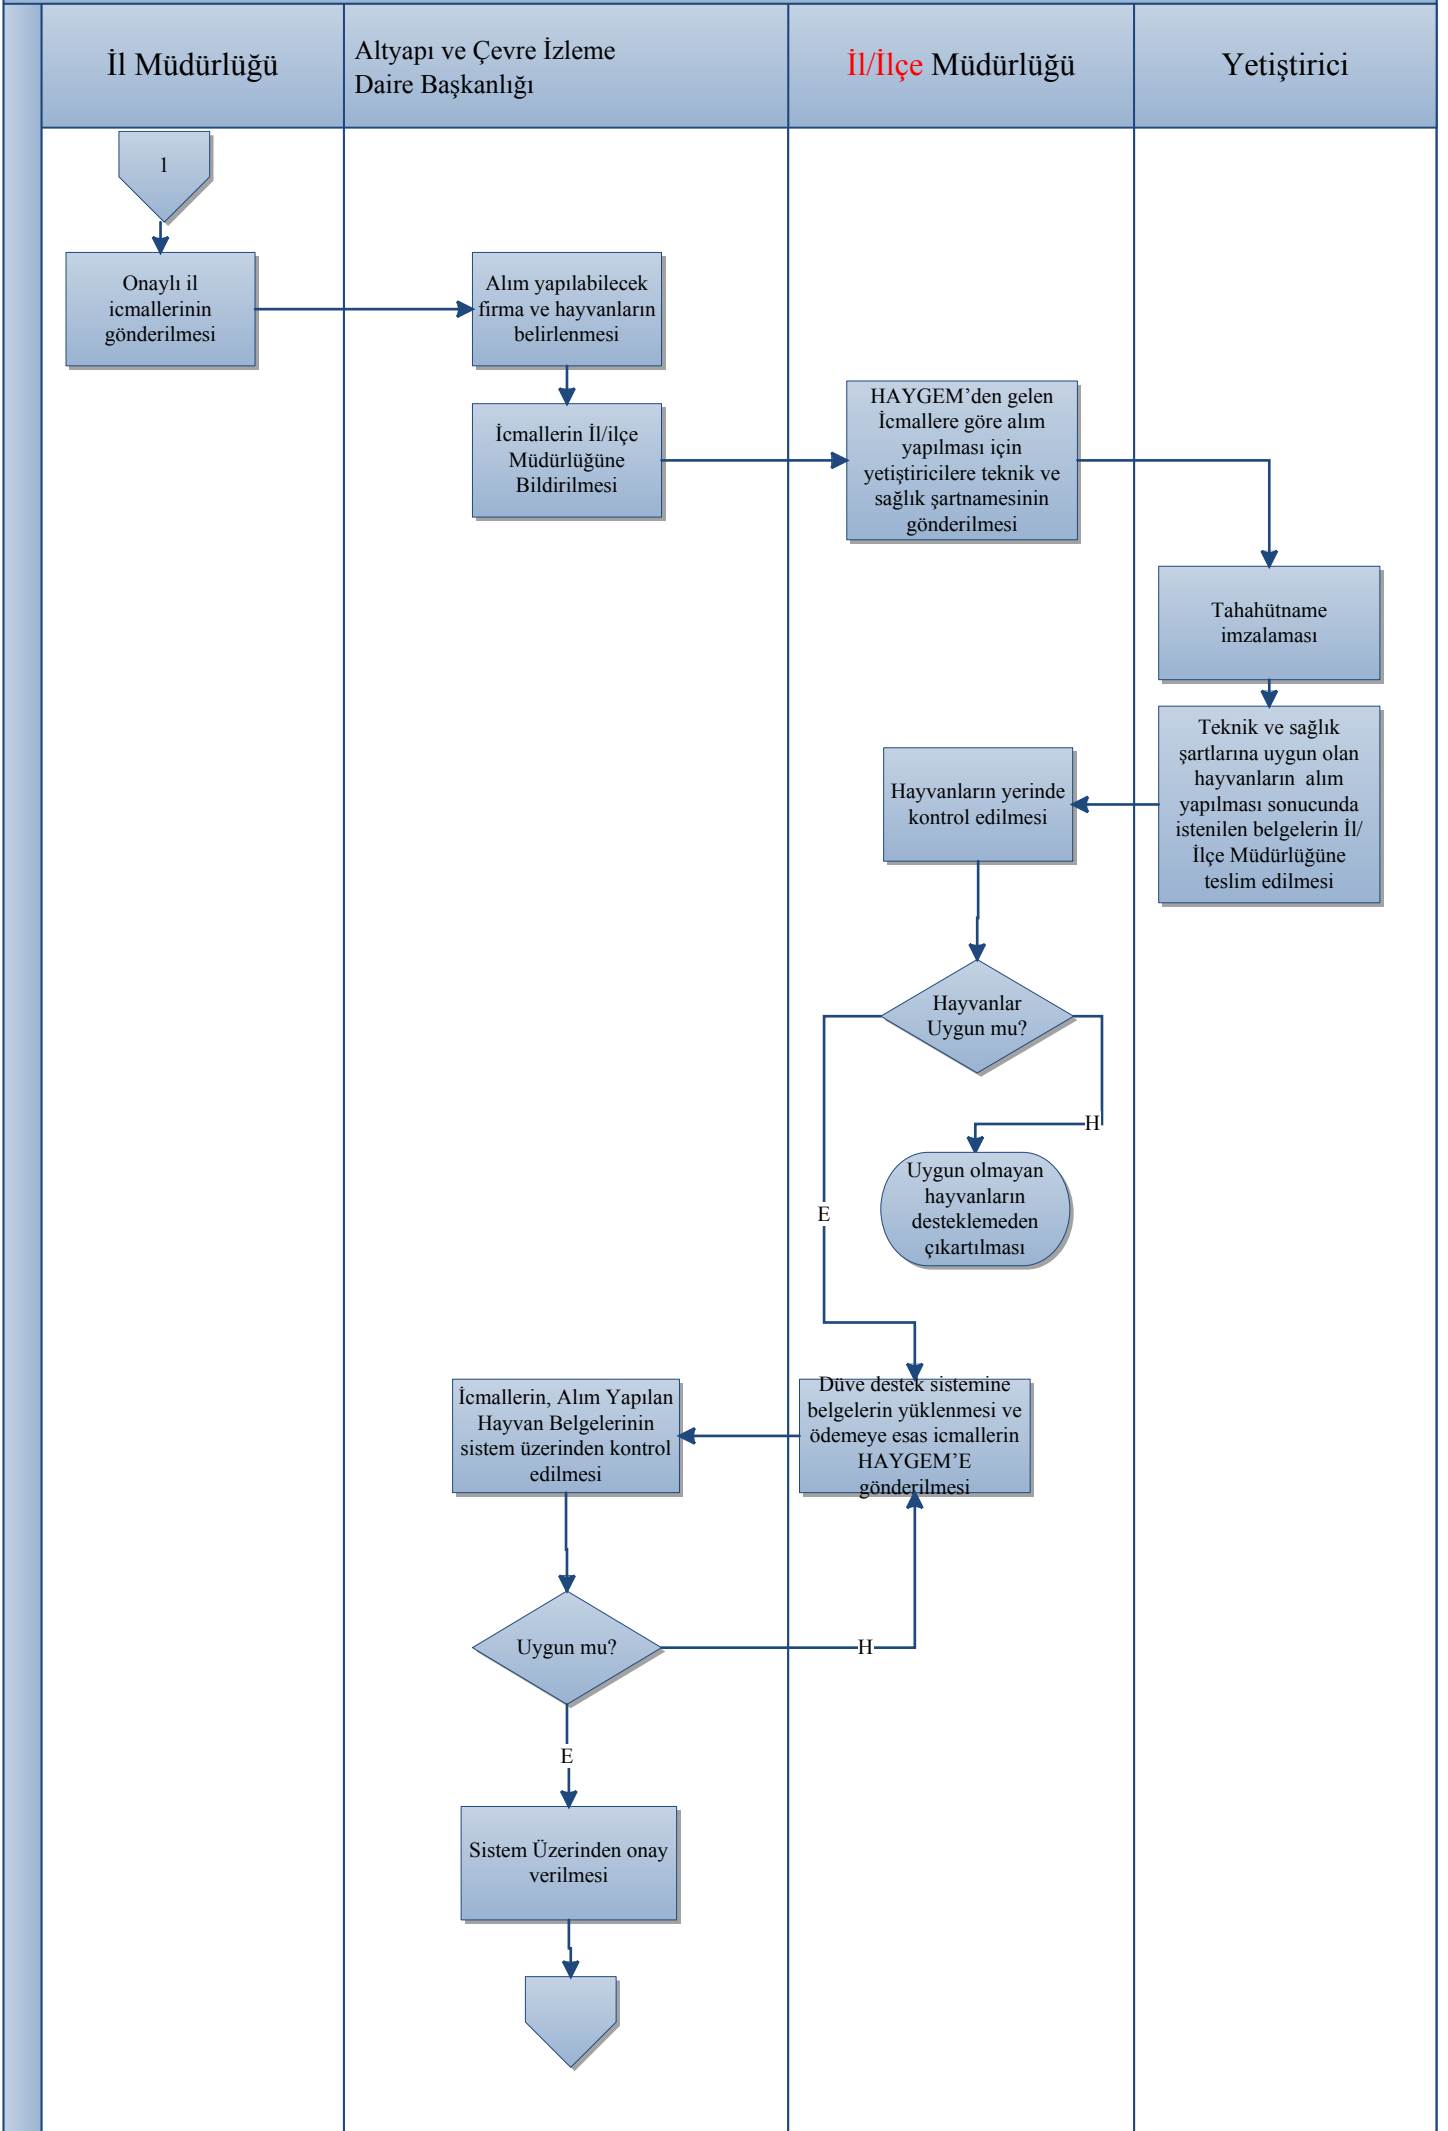 İl Müdürlüğü
Altyapı ve Çevre İzleme
Daire Başkanlığı
İl/İlçe Müdürlüğü
Yetiştirici
1
Onaylı il
icmallerinin
gönderilmesi
Alım yapılabilecek
firma ve hayvanların
belirlenmesi
İcmallerin İl/ilçe
Müdürlüğüne
Bildirilmesi
HAYGEM’den gelen
İcmallere göre alım
yapılması için
yetiştiricilere teknik ve
sağlık şartnamesinin
gönderilmesi
Tahahütname
imzalaması
Teknik ve sağlık
şartlarına uygun olan
hayvanların  alım
yapılması sonucunda
istenilen belgelerin İl/
İlçe Müdürlüğüne
teslim edilmesi
Hayvanların yerinde
kontrol edilmesi
Hayvanlar
Uygun mu?
H
Uygun olmayan
hayvanların
desteklemeden
çıkartılması
E
Düve destek sistemine
belgelerin yüklenmesi ve
ödemeye esas icmallerin
HAYGEM’E
gönderilmesi
İcmallerin, Alım Yapılan
Hayvan Belgelerinin
sistem üzerinden kontrol
edilmesi
Uygun mu?
H
E
Sistem Üzerinden onay
verilmesi